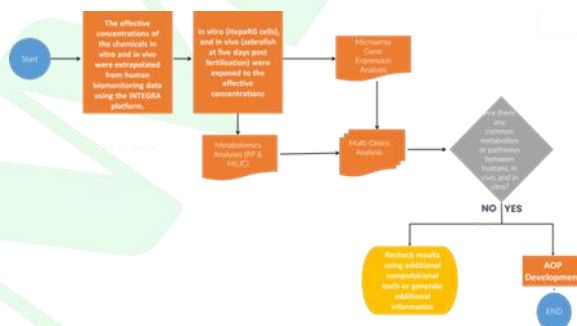 Start
The effective
concentrations of
the chemicals in
vitro and in vivo
were extrapolated
from human
biomonitoring data
using the INTEGRA
platform.
In vitro (HepaRG cells),
and in vivo (zebrafish
at five days post
fertilisation) were
exposed to the
effective
concentrations
Microarray
Gene
Expression
Analysis
Metabolomics
Analyses (RP &
HILIC)
Multi-Omics
Analysis
Are there
any
common
metabolites
or pathways
between
humans, in
vivo, and in
vitro?
NO YES
Recheck results
using additional
computational
tools or generate
additional
information
AOP
Development
END